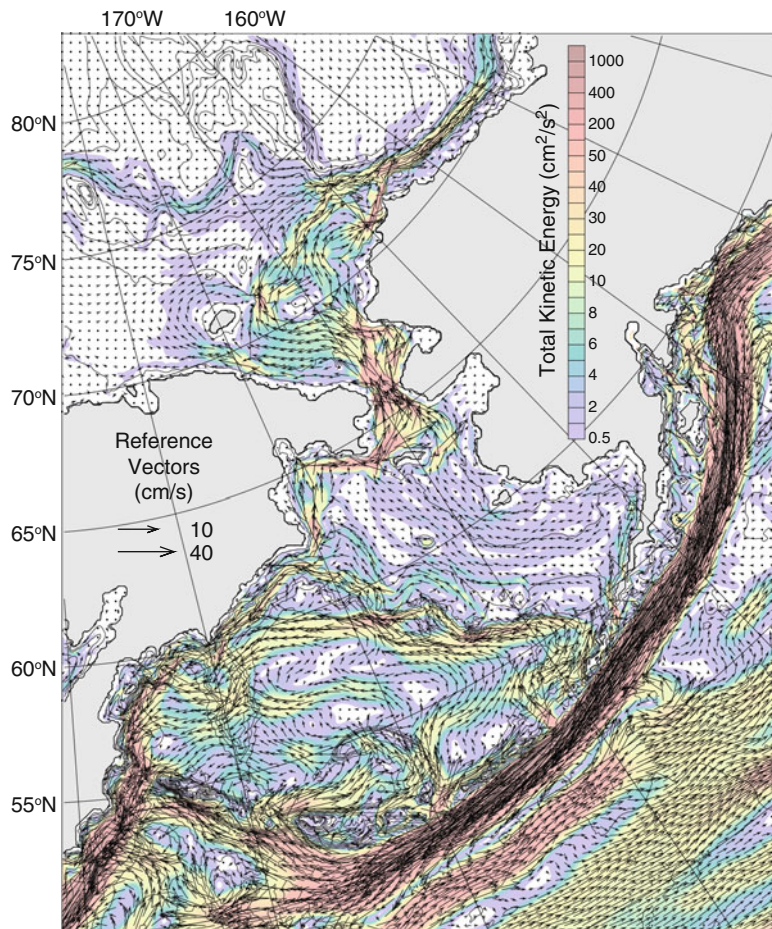 170°W 160°W
80°N
75°N
70°N
65°N
60°N
55°N
Total Kinetic Energy (cm²/s²)
1000
400
200
50
40
30
20
10
8
6
4
2
0.5
Reference
Vectors
(cm/s)
10
40